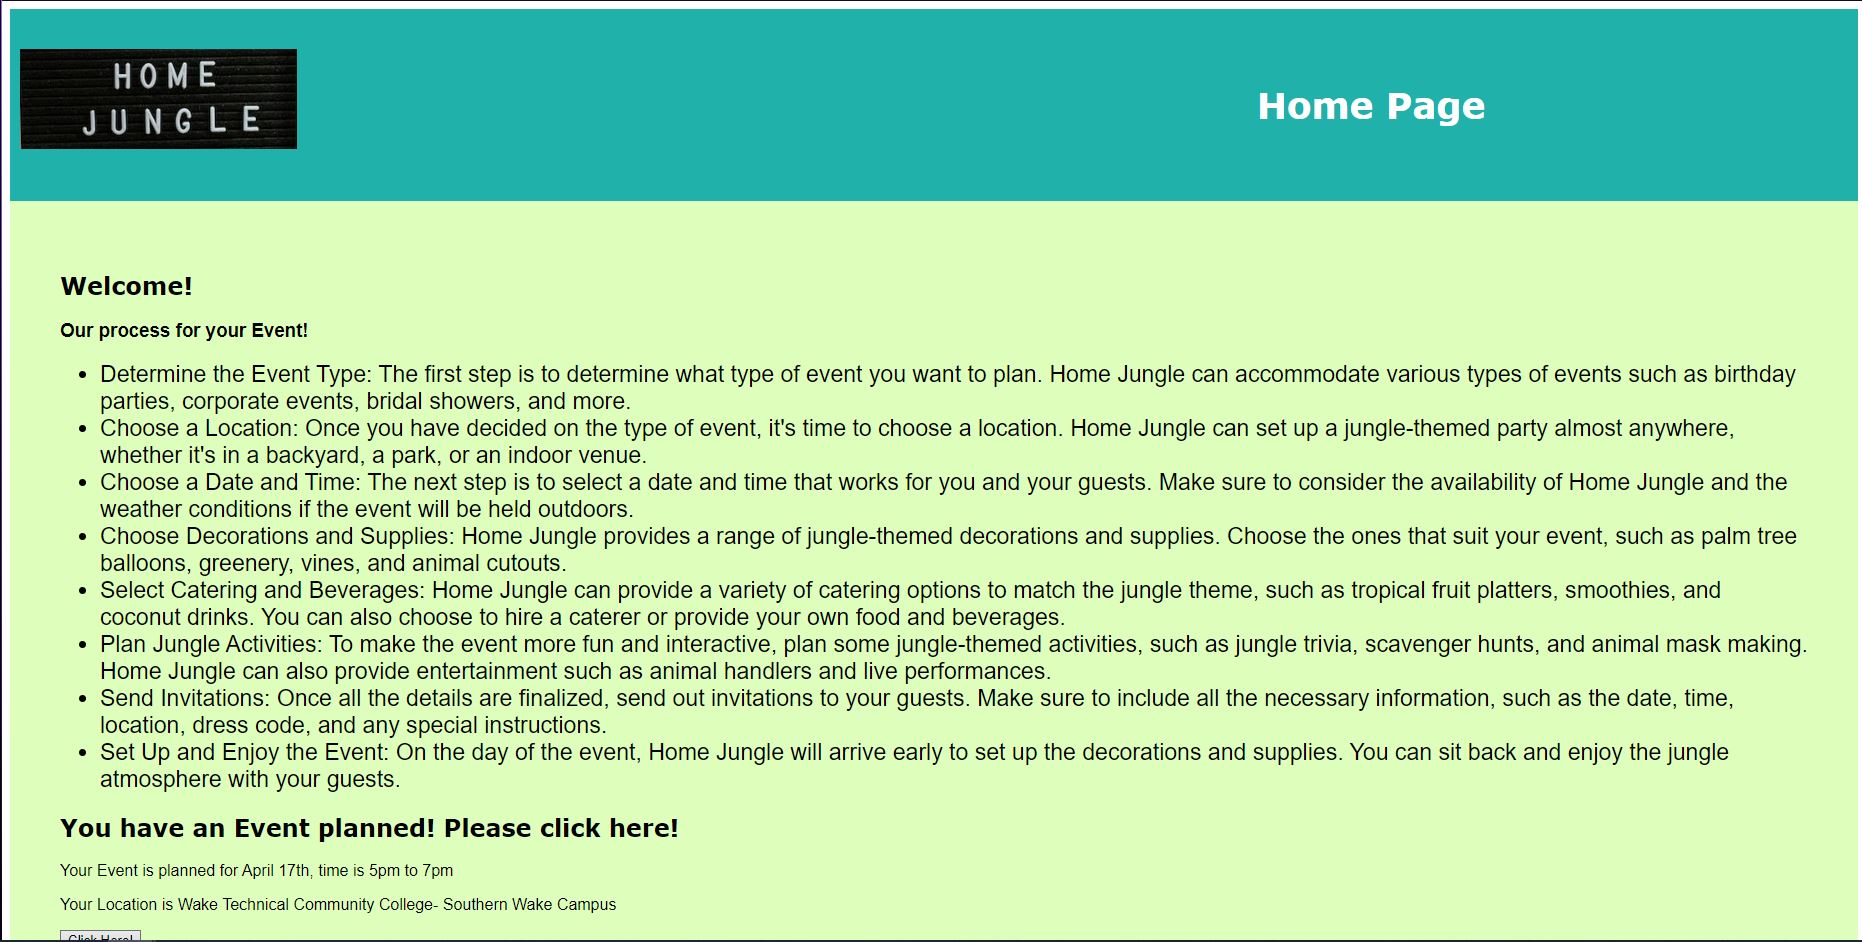 HOME
JUNGLE
Home Page
Welcome!
Our process for your Event!
• Determine the Event Type: The first step is to determine what type of event you want to plan. Home Jungle can accommodate various types of events such as birthday
parties, corporate events, bridal showers, and more.
• Choose a Location: Once you have decided on the type of event, it's time to choose a location. Home Jungle can set up a jungle-themed party almost anywhere,
whether it's in a backyard, a park, or an indoor venue.
• Choose a Date and Time: The next step is to select a date and time that works for you and your guests. Make sure to consider the availability of Home Jungle and the
weather conditions if the event will be held outdoors.
• Choose Decorations and Supplies: Home Jungle provides a range of jungle-themed decorations and supplies. Choose the ones that suit your event, such as palm tree
balloons, greenery, vines, and animal cutouts.
• Select Catering and Beverages: Home Jungle can provide a variety of catering options to match the jungle theme, such as tropical fruit platters, smoothies, and
coconut drinks. You can also choose to hire a caterer or provide your own food and beverages.
• Plan Jungle Activities: To make the event more fun and interactive, plan some jungle-themed activities, such as jungle trivia, scavenger hunts, and animal mask making.
Home Jungle can also provide entertainment such as animal handlers and live performances.
• Send Invitations: Once all the details are finalized, send out invitations to your guests. Make sure to include all the necessary information, such as the date, time,
location, dress code, and any special instructions.
• Set Up and Enjoy the Event: On the day of the event, Home Jungle will arrive early to set up the decorations and supplies. You can sit back and enjoy the jungle
atmosphere with your guests.
You have an Event planned! Please click here!
Your Event is planned for April 17th, time is 5pm to 7pm
Your Location is Wake Technical Community College- Southern Wake Campus
Click Here!